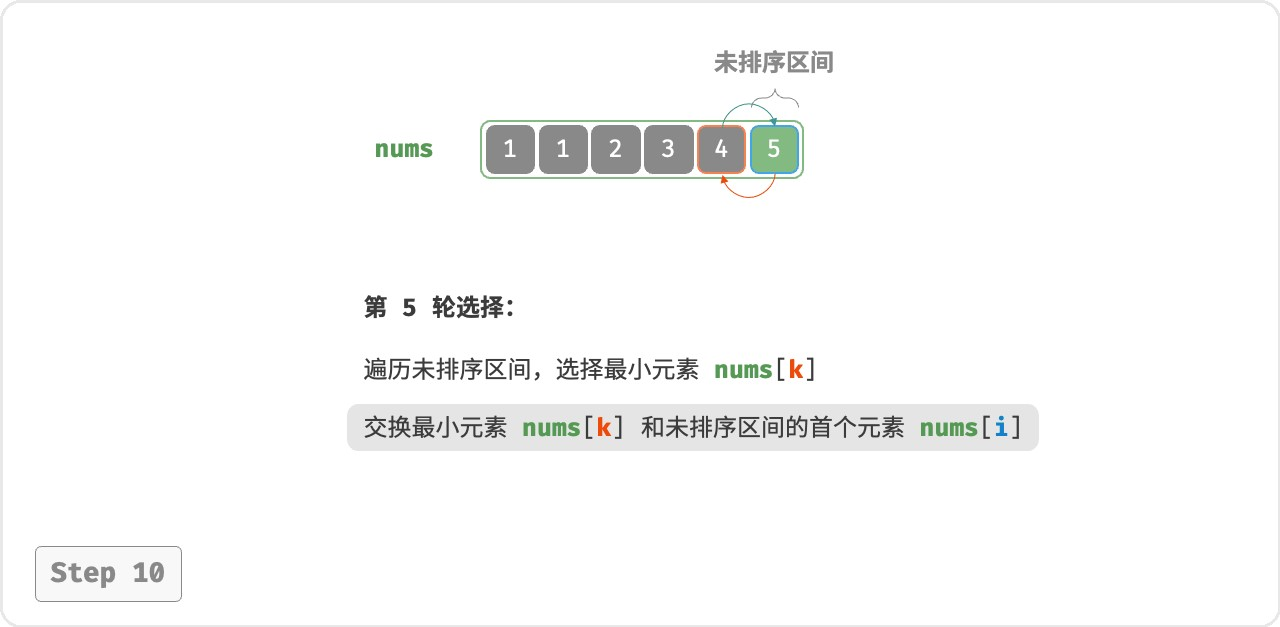 未排序区间
nums 1 1 2 3 4 5
第 5 轮选择：
遍历未排序区间，选择最小元素 nums[k]
交换最小元素 nums[k] 和未排序区间的首个元素 nums[i]
Step 10